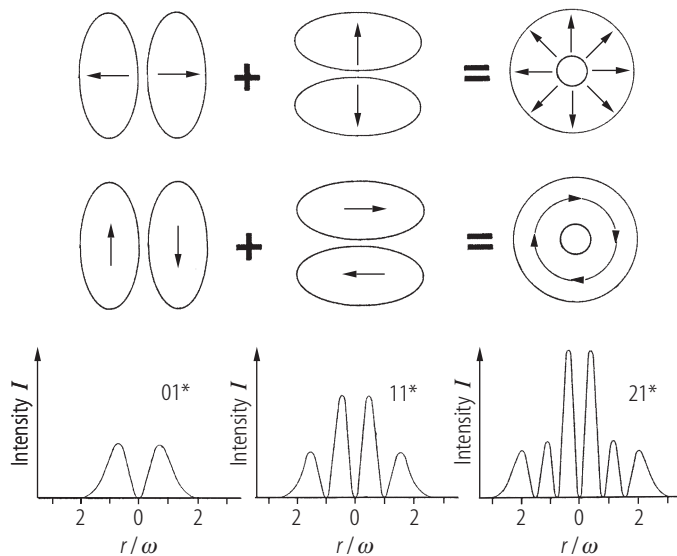 + =
+ =
Intensity I
01*
2 0 2
r / ω
Intensity I
11*
2 0 2
r / ω
Intensity I
21*
2 0 2
r / ω